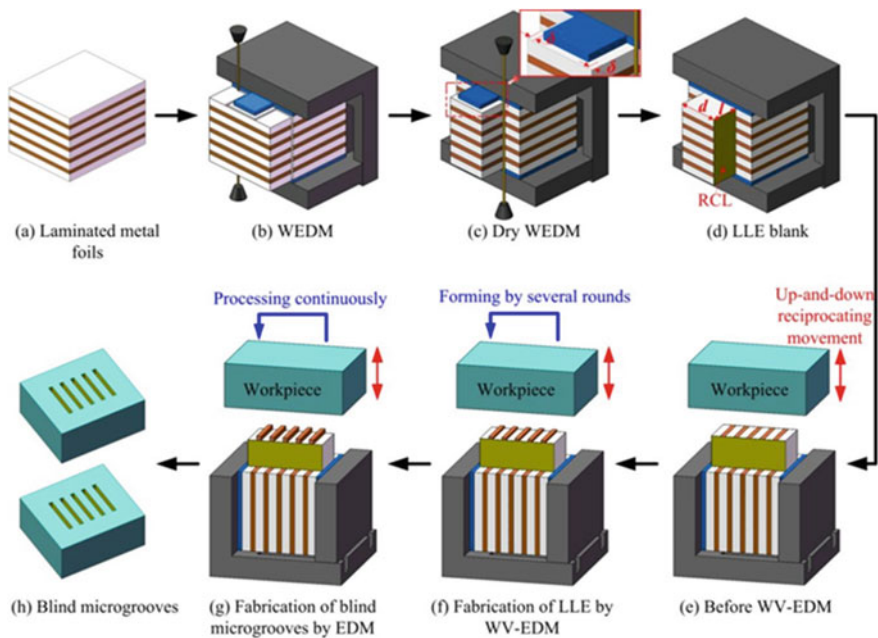 d
δ
d
l
RCL
(a) Laminated metal
foils
(b) WEDM
(c) Dry WEDM
(d) LLE blank
Processing continuously
Forming by several rounds
Up-and-down
reciprocating
movement
Workpiece
Workpiece
Workpiece
(h) Blind microgrooves
(g) Fabrication of blind
microgrooves by EDM
(f) Fabrication of LLE by
WV-EDM
(e) Before WV-EDM